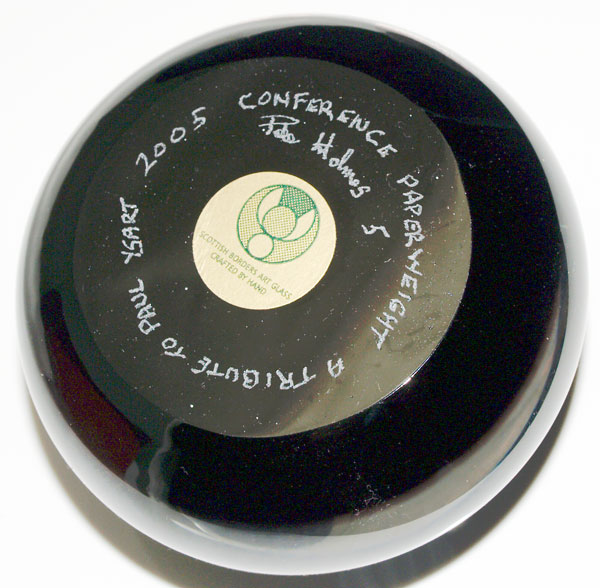 2005 CONFERENCE PAPERWEIGHT A TRIBUTE TO PAUL YSART
Peter Holmes 5
SCOTTISH BORDERS ART GLASS
CRAFTED BY HAND